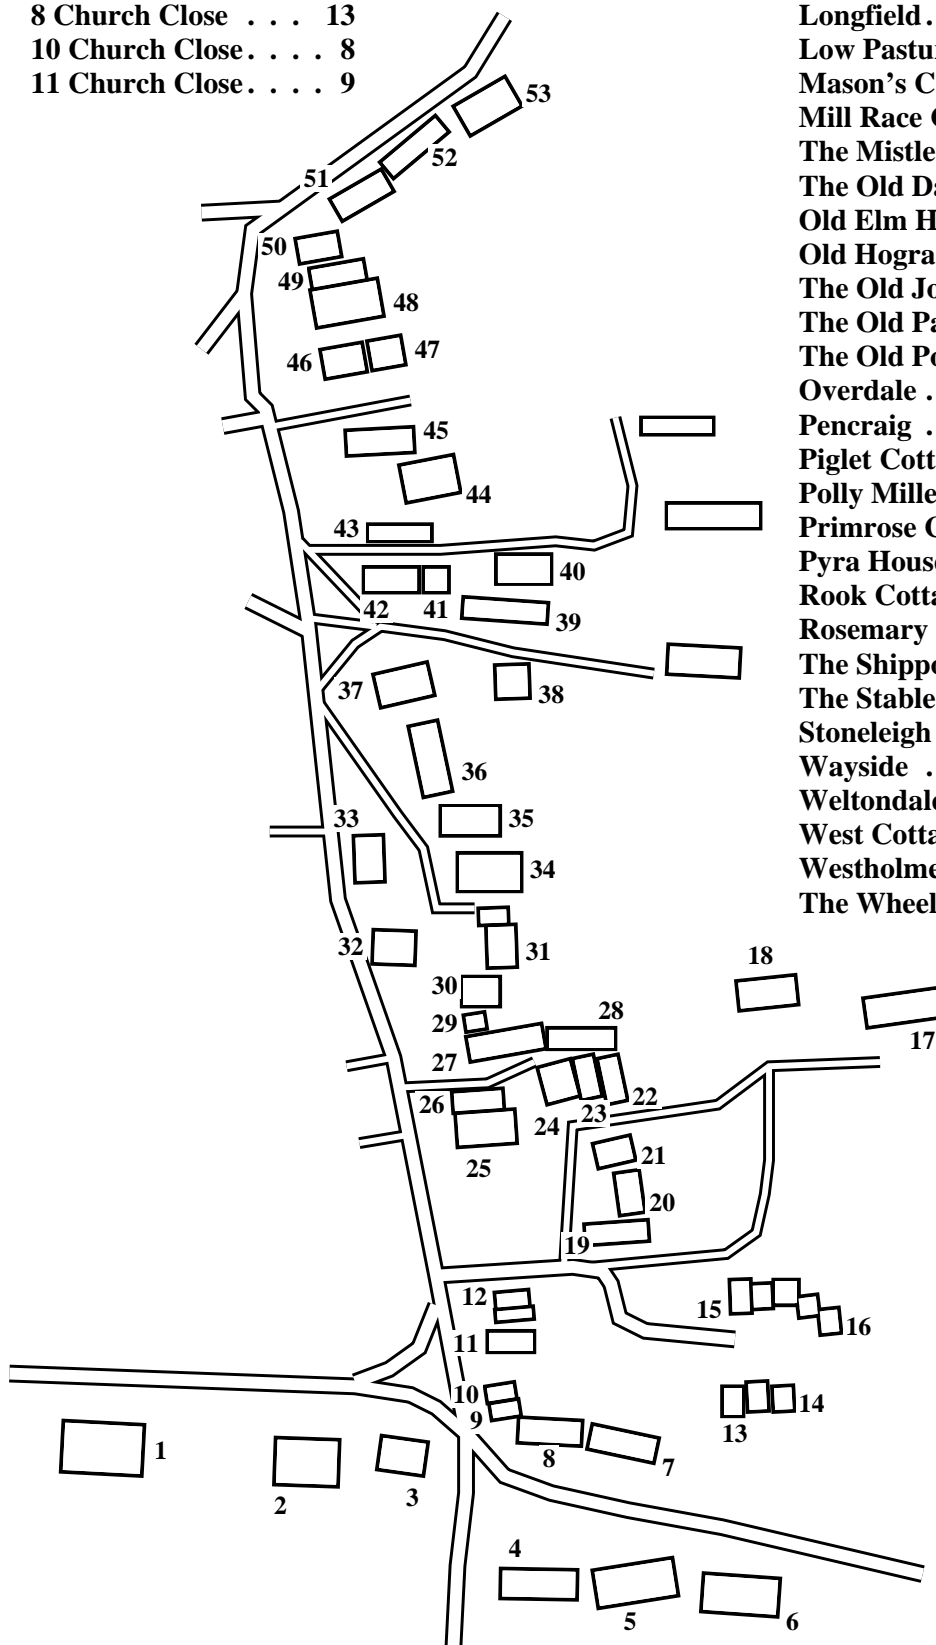 8 Church Close . . . 13
10 Church Close . . . . 8
11 Church Close . . . . 9
Longfield .
Low Pastu
Mason's C
Mill Race
The Mistle
The Old Da
Old Elm H
Old Hogra
The Old Jo
The Old Pa
The Old Po
Overdale .
Pencraig .
Piglet Cott
Polly Mille
Primrose
Pyra House
Rook Cotta
Rosemary
The Shippo
The Stable
Stoneleigh
Wayside .
Weltondale
West Cotta
Westholme
The Wheel
53
52
51
50
49
48
47
46
45
44
43
40
42
41
39
37
38
36
35
33
34
32
31
30
18
29
28
17
27
26
22
23
24
25
21
20
19
12
15
16
11
10
14
9
13
8
7
1
2
3
4
5
6